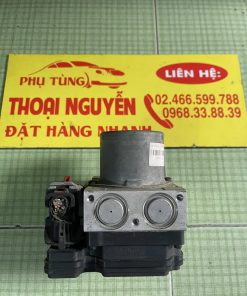 PHỤ TÙNG
THOẠI NGUYỄN
ĐẶT HÀNG NHANH
LIÊN HỆ:
02.466.599.788
0968.33.88.39